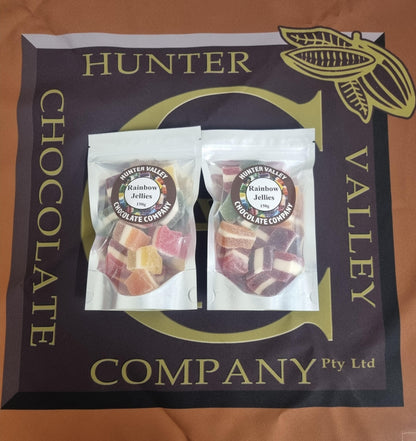 HUNTER
VALLEY
CHOCOLATE
COMPANY Pty Ltd
HUNTER VALLEY
Rainbow
Jellies
150g
CHOCOLATE COMPANY
HUNTER VALLEY
Rainbow
Jellies
150g
CHOCOLATE COMPANY